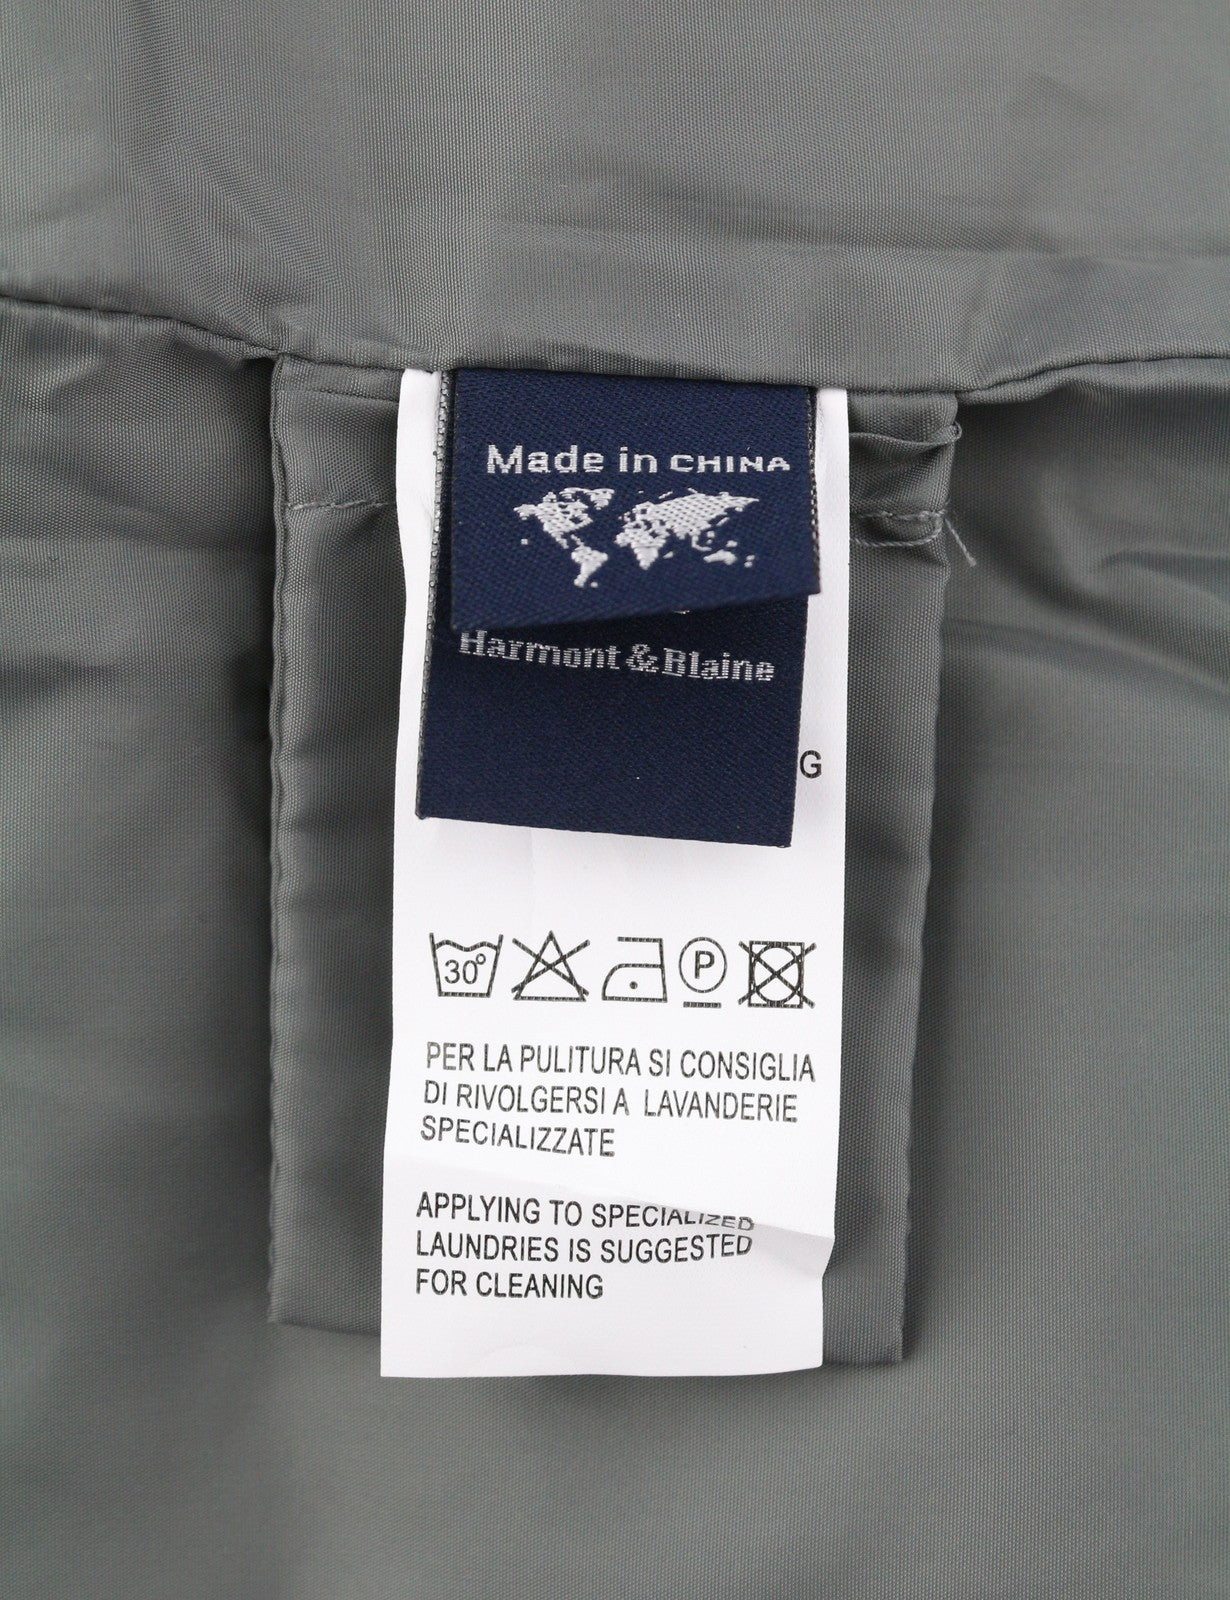 Made in CHINA
Harmont & Blaine
G
30°
P
PER LA PULITURA SI CONSIGLIA
DI RIVOLGERSI A LAVANDERIE
SPECIALIZZATE
APPLYING TO SPECIALIZED
LAUNDRIES IS SUGGESTED
FOR CLEANING